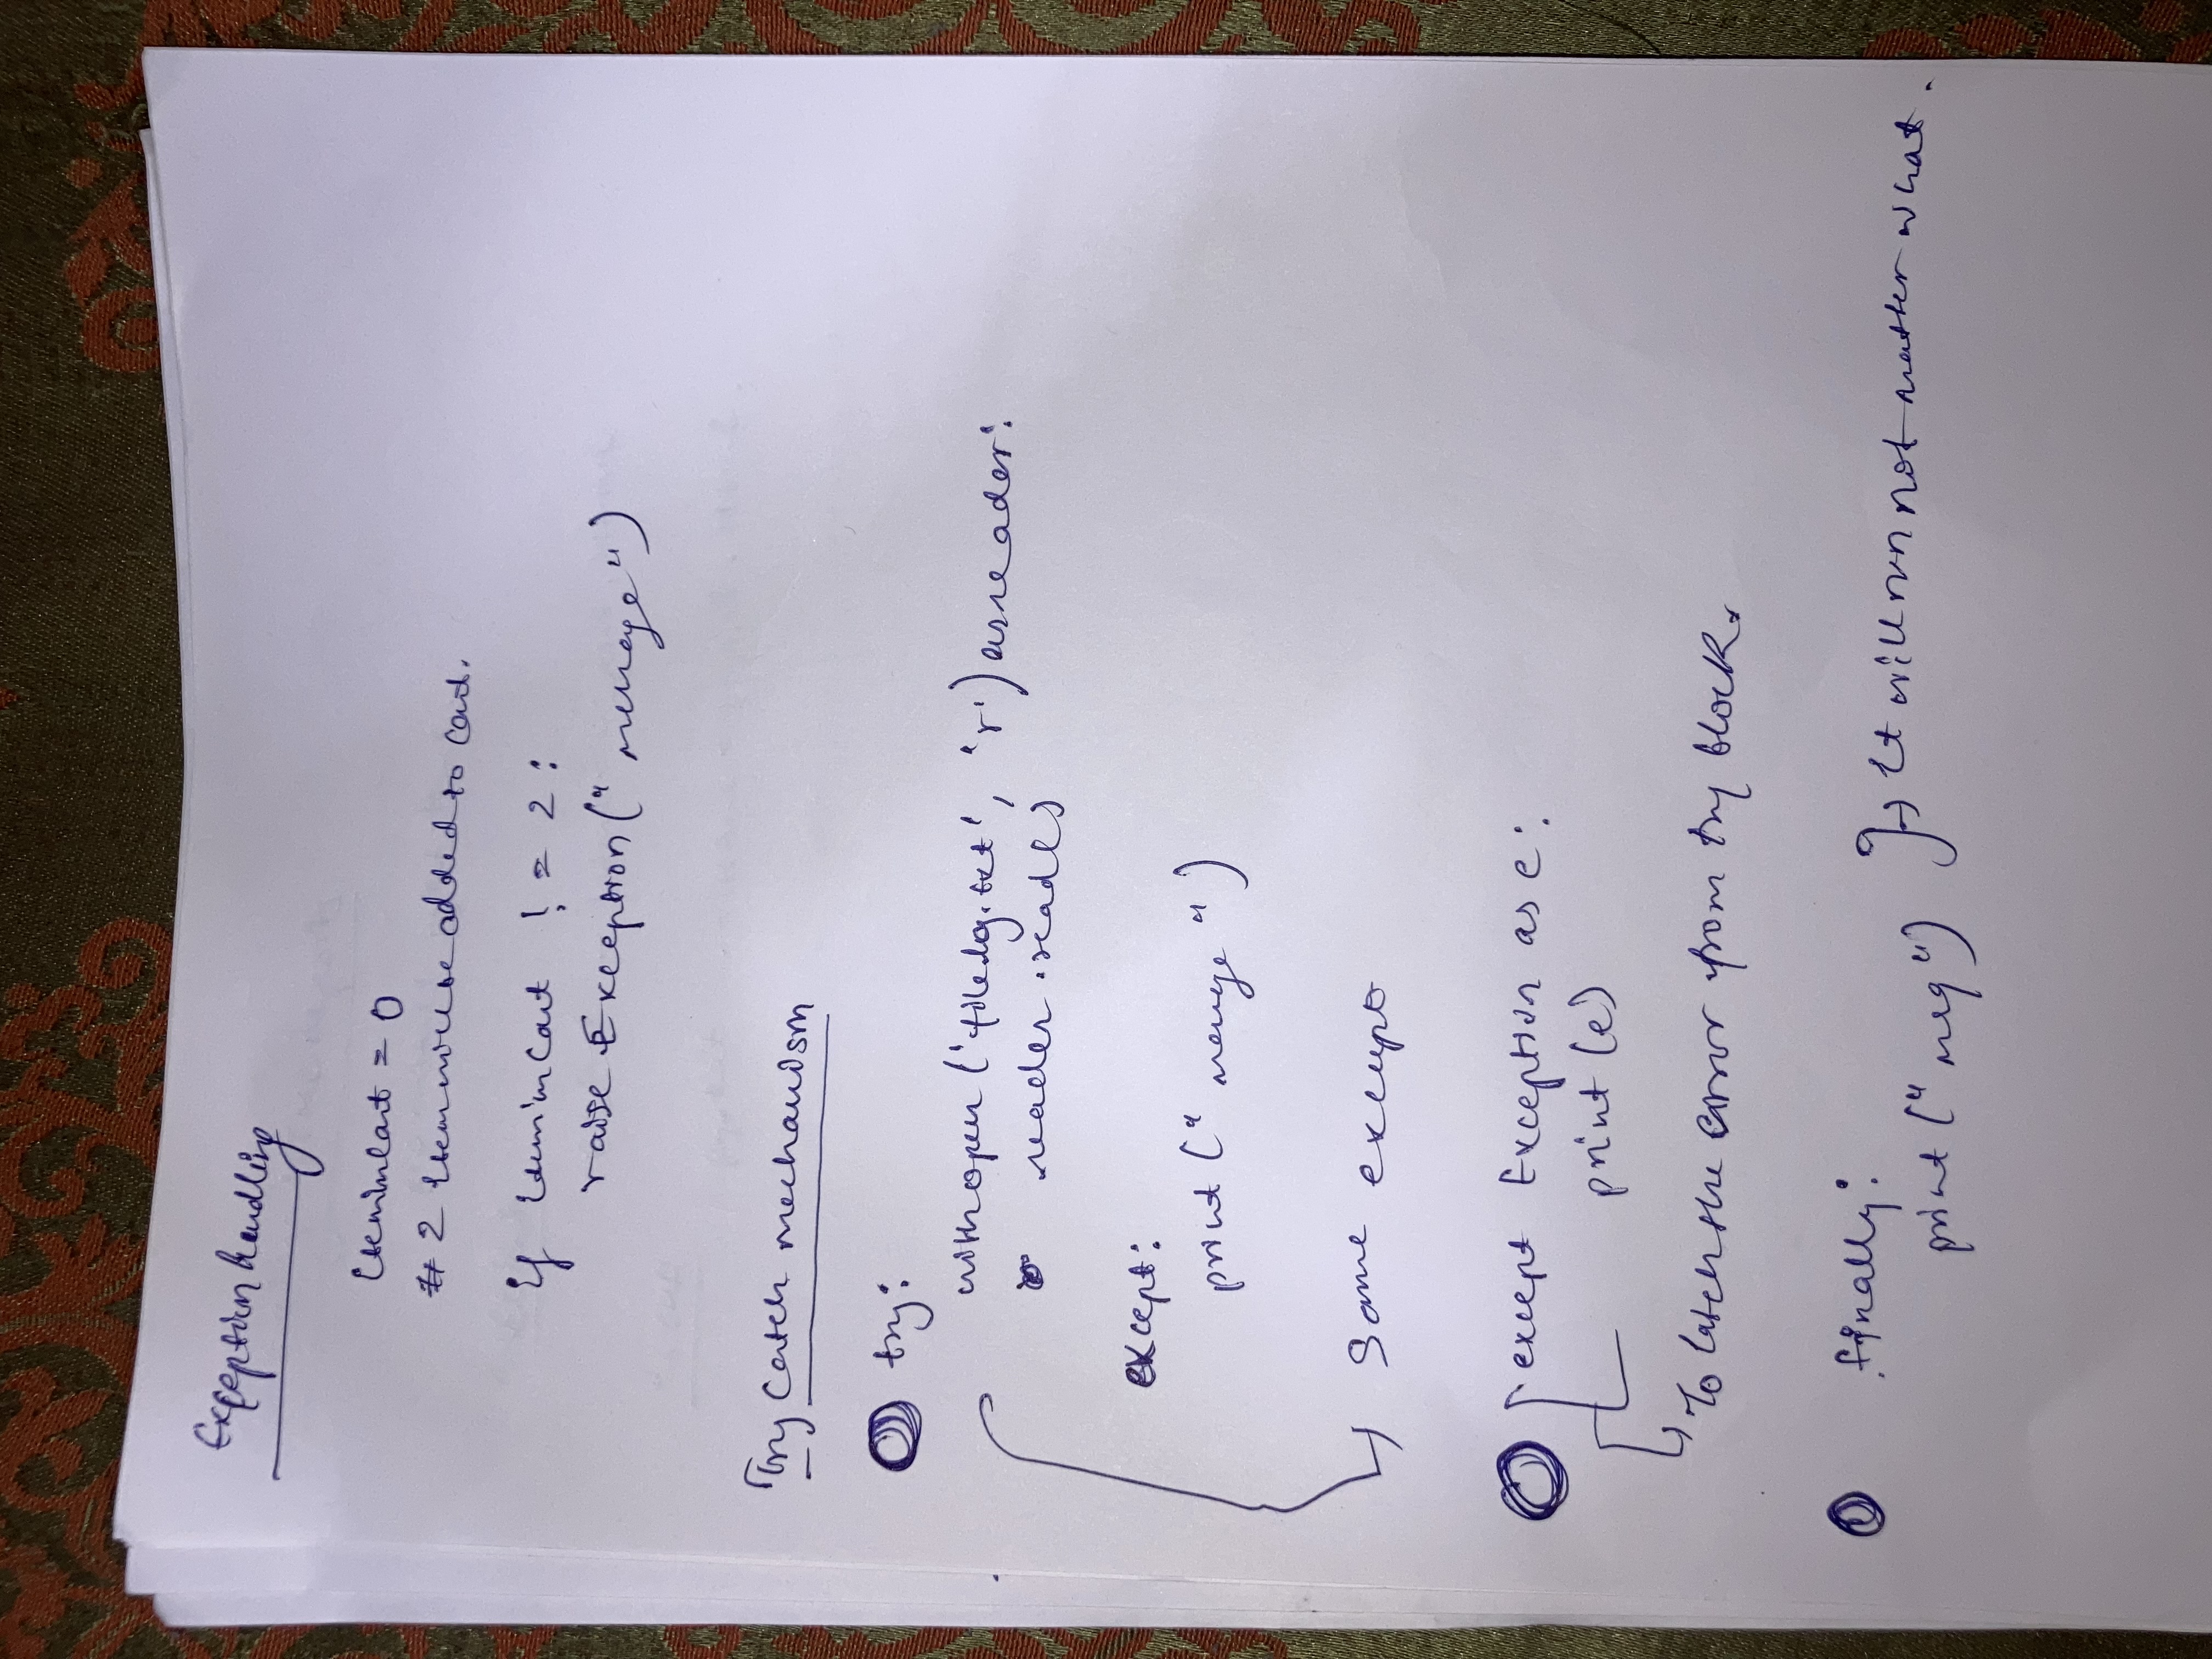 Exception handling
IteminCart = 0
# 2 Item will be added to Cart.
If IteminCart != 2:
raise Exception("message")
Try Catch mechanism
try:
with open('filelog.txt', 'r') as reader:
reader.read()
except:
print("message")
Same except
except Exception as e:
print(e)
To Catch the error from try block.
finally:
print("meg") } → It will run not matter what.